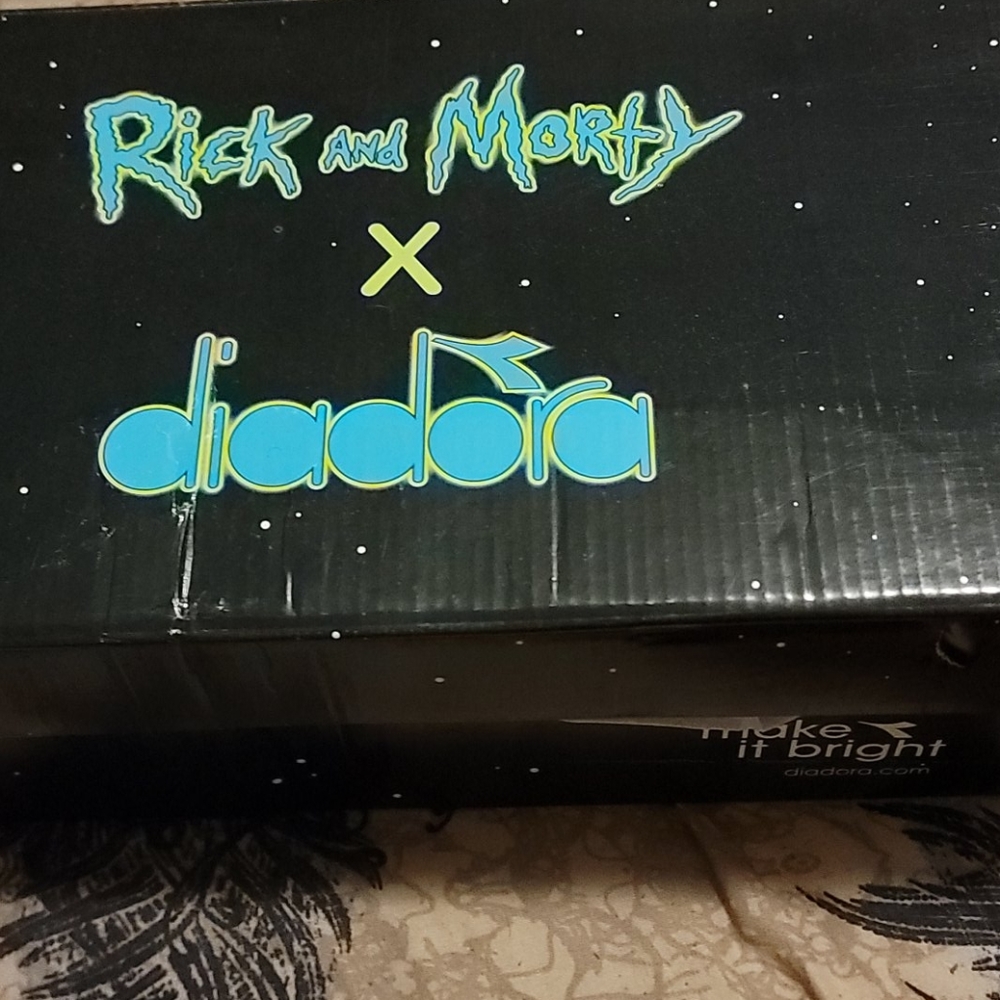 Rick And Morty
X
diadora
make
it bright
diadora.com